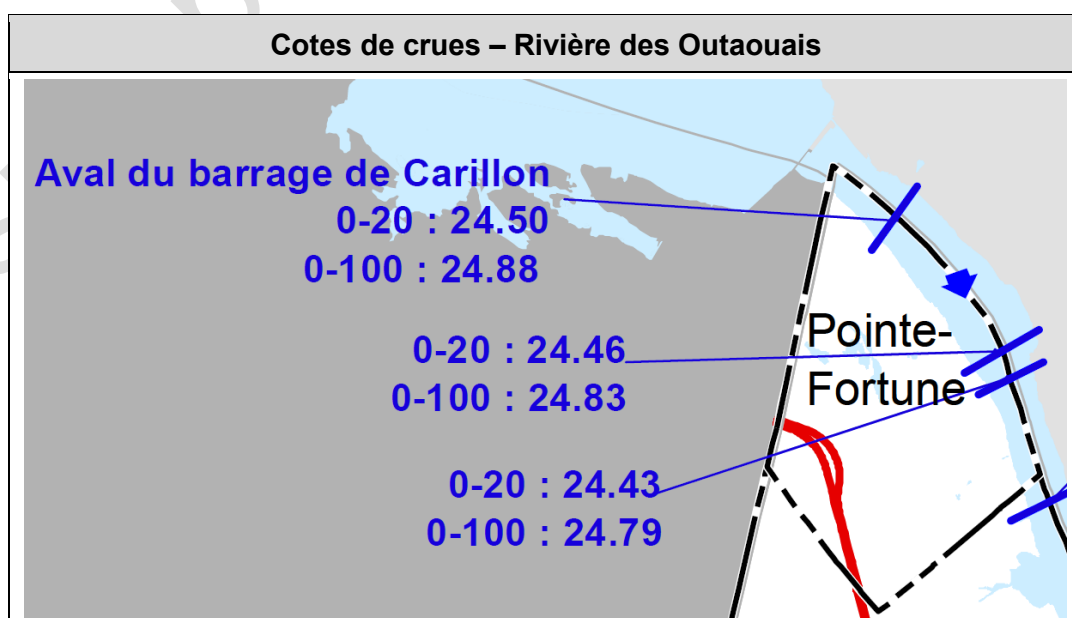 Cotes de crues – Rivière des Outaouais
Aval du barrage de Carillon
0-20 : 24.50
0-100 : 24.88
0-20 : 24.46
0-100 : 24.83
0-20 : 24.43
0-100 : 24.79
Pointe-
Fortune